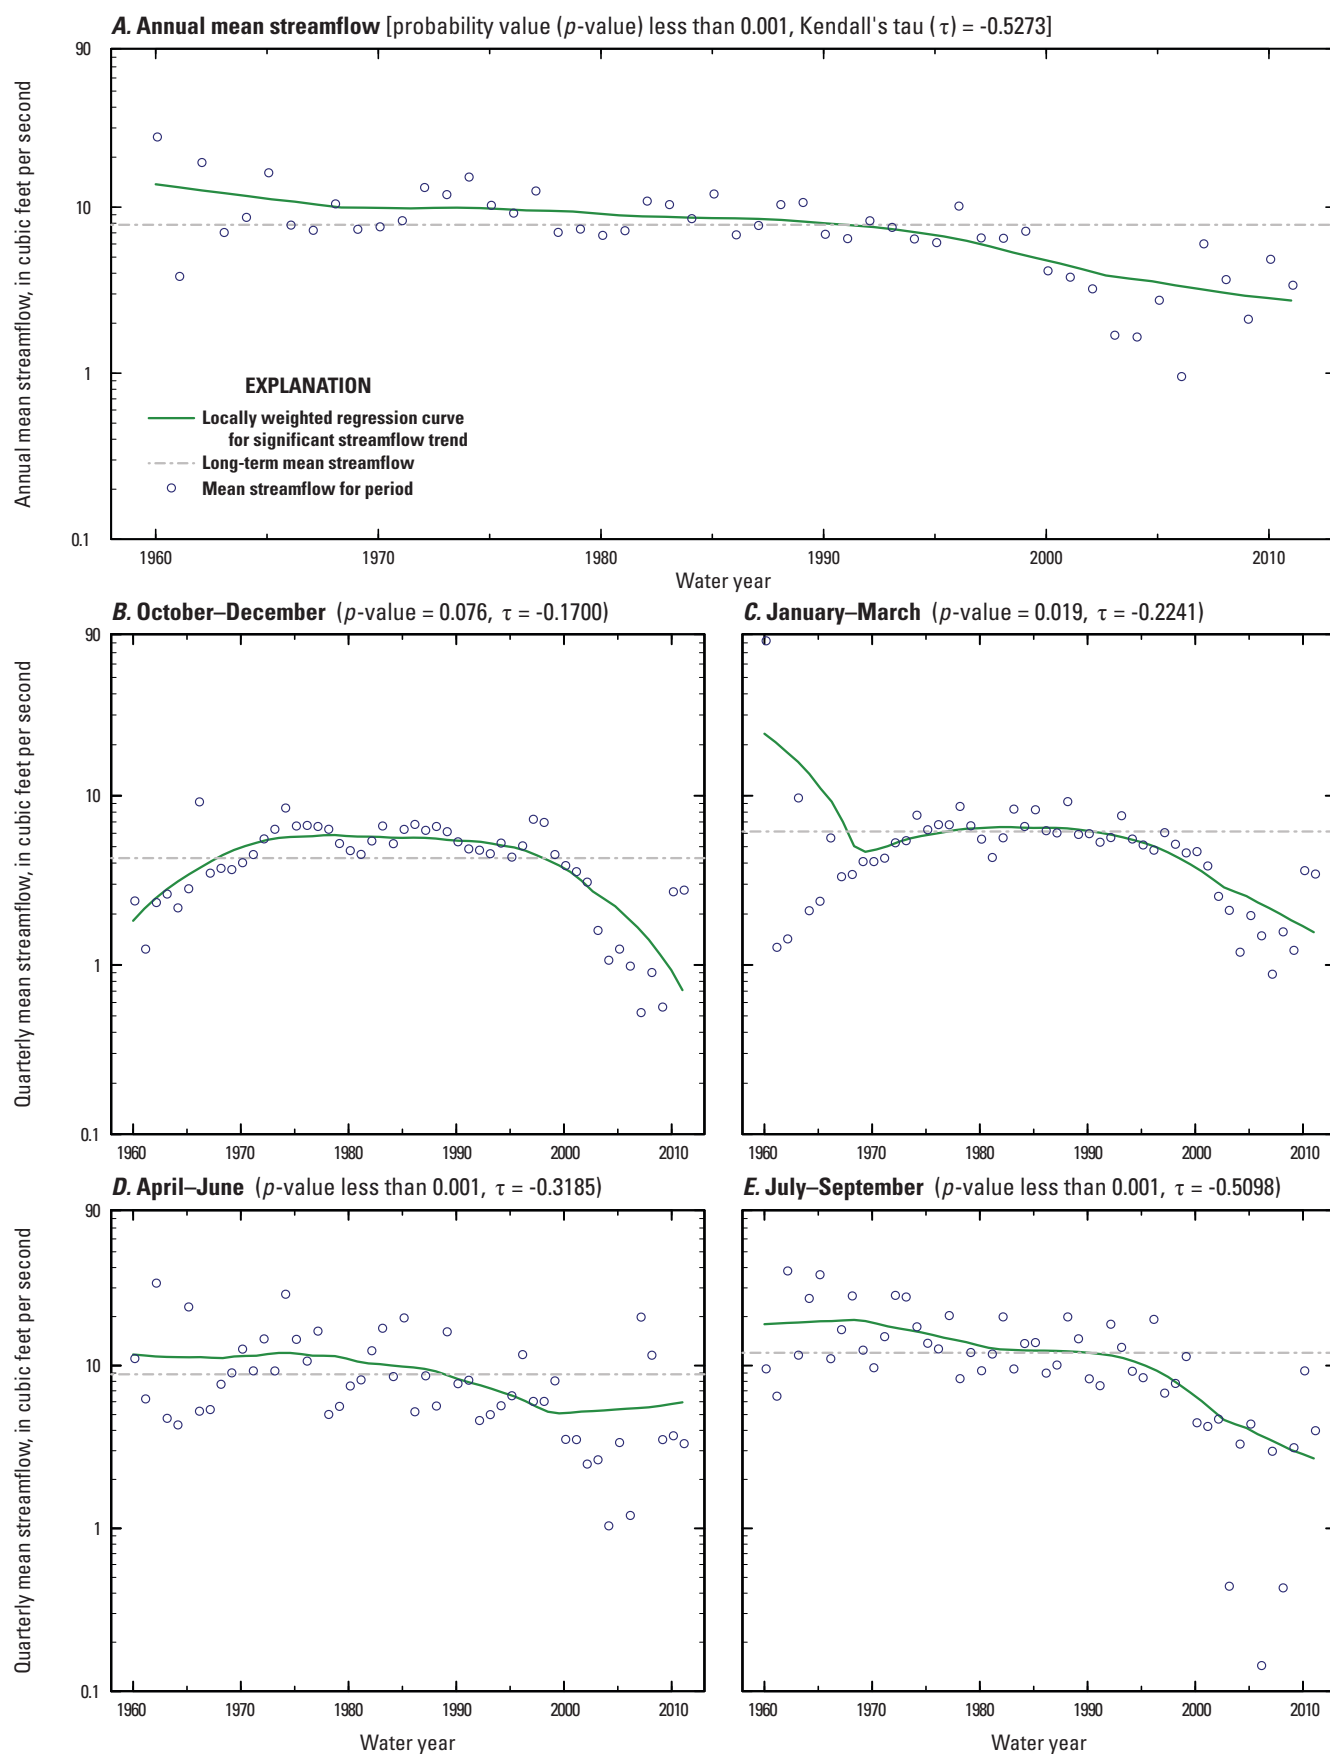 A. Annual mean streamflow [probability value (p-value) less than 0.001, Kendall's tau (τ) = -0.5273]
90
10
1
0.1
Annual mean streamflow, in cubic feet per second
EXPLANATION
Locally weighted regression curve
for significant streamflow trend
Long-term mean streamflow
Mean streamflow for period
1960 1970 1980 1990 2000 2010
Water year
B. October–December (p-value = 0.076, τ = -0.1700)
90
10
1
0.1
Quarterly mean streamflow, in cubic feet per second
1960 1970 1980 1990 2000 2010
C. January–March (p-value = 0.019, τ = -0.2241)
1960 1970 1980 1990 2000 2010
D. April–June (p-value less than 0.001, τ = -0.3185)
90
10
1
0.1
Quarterly mean streamflow, in cubic feet per second
1960 1970 1980 1990 2000 2010
Water year
E. July–September (p-value less than 0.001, τ = -0.5098)
1960 1970 1980 1990 2000 2010
Water year